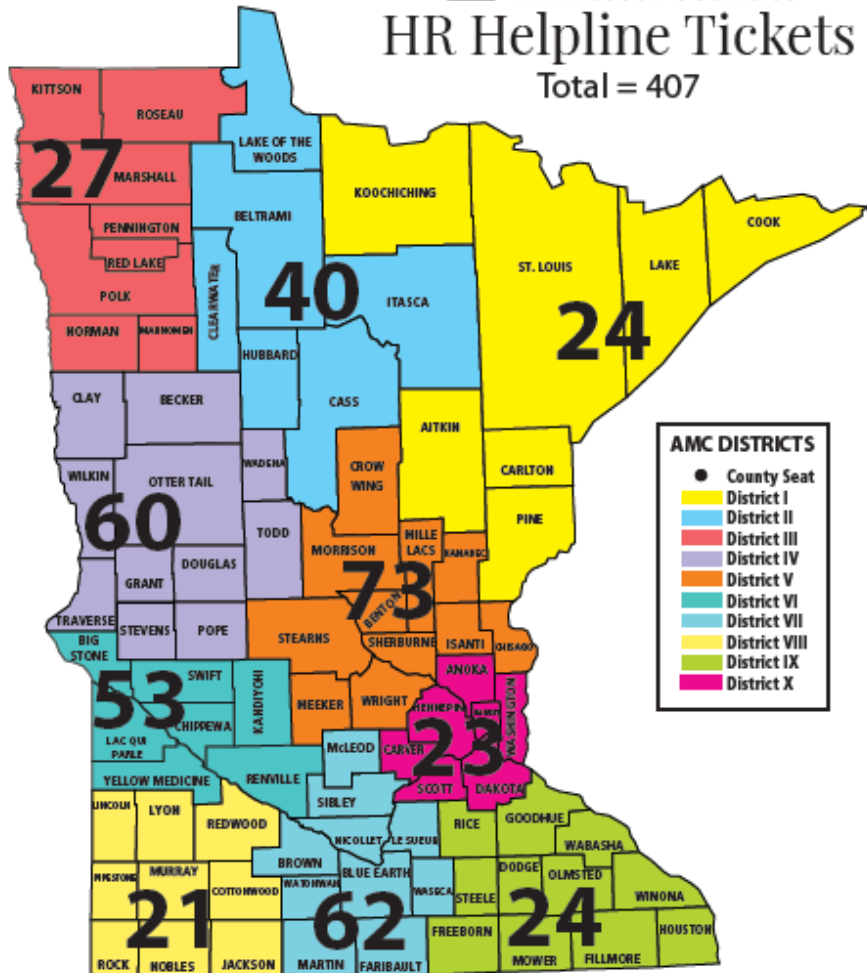 HR Helpline Tickets
Total = 407
KITTSON
ROSEAU
LAKE OF THE
WOODS
27
MARSHALL
KOOCHICHING
BELTRAMI
COOK
PENNINGTON
RED LAKE
ST. LOUIS
LAKE
POLK
CLEARWATER
40
ITASCA
24
NORMAN
MAHNOMEN
HUBBARD
CLAY
BECKER
CASS
AITKIN
WILKIN
OTTER TAIL
WADENA
CROW
WING
CARLTON
60
PINE
TODD
MORRISON
MILLE
LACS
KANABEC
GRANT
DOUGLAS
73
BENTON
TRAVERSE
STEVENS
POPE
STEARNS
SHERBURNE
ISANTI
CHISAGO
BIG
STONE
SWIFT
ANOKA
KANDIYOHI
MEEKER
WRIGHT
HENNEPIN
WASHINGTON
53
CHIPPEWA
LAC QUI
PARLE
McLEOD
CARVER
23
YELLOW MEDICINE
RENVILLE
SCOTT
DAKOTA
SIBLEY
LINCOLN
LYON
REDWOOD
NICOLLET
LE SUEUR
RICE
GOODHUE
WABASHA
BROWN
PIPESTONE
MURRAY
COTTONWOOD
WATONWAN
BLUE EARTH
WASECA
STEELE
DODGE
OLMSTED
WINONA
21
62
24
ROCK
NOBLES
JACKSON
MARTIN
FARIBAULT
FREEBORN
MOWER
FILLMORE
HOUSTON
AMC DISTRICTS
County Seat
District I
District II
District III
District IV
District V
District VI
District VII
District VIII
District IX
District X